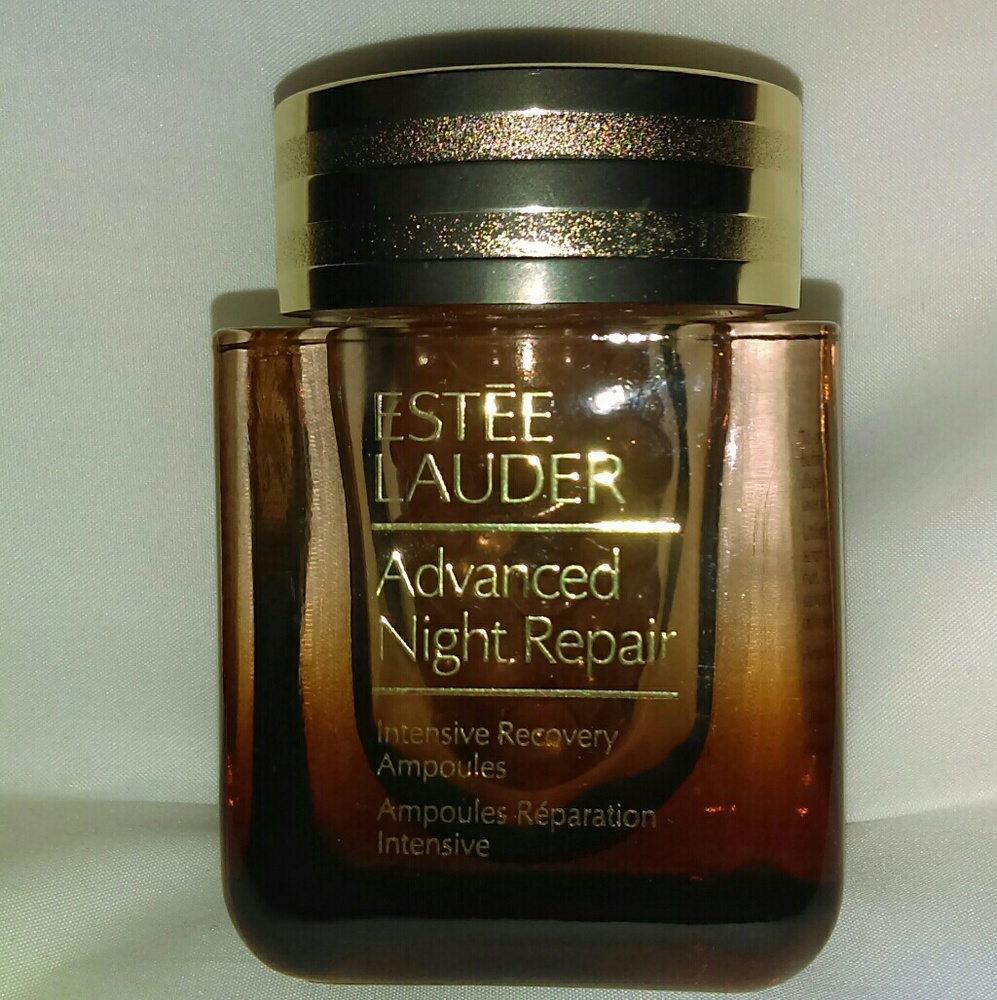 ESTĒE
LAUDER
Advanced
Night Repair
Intensive Recovery
Ampoules
Ampoules Réparation
Intensive